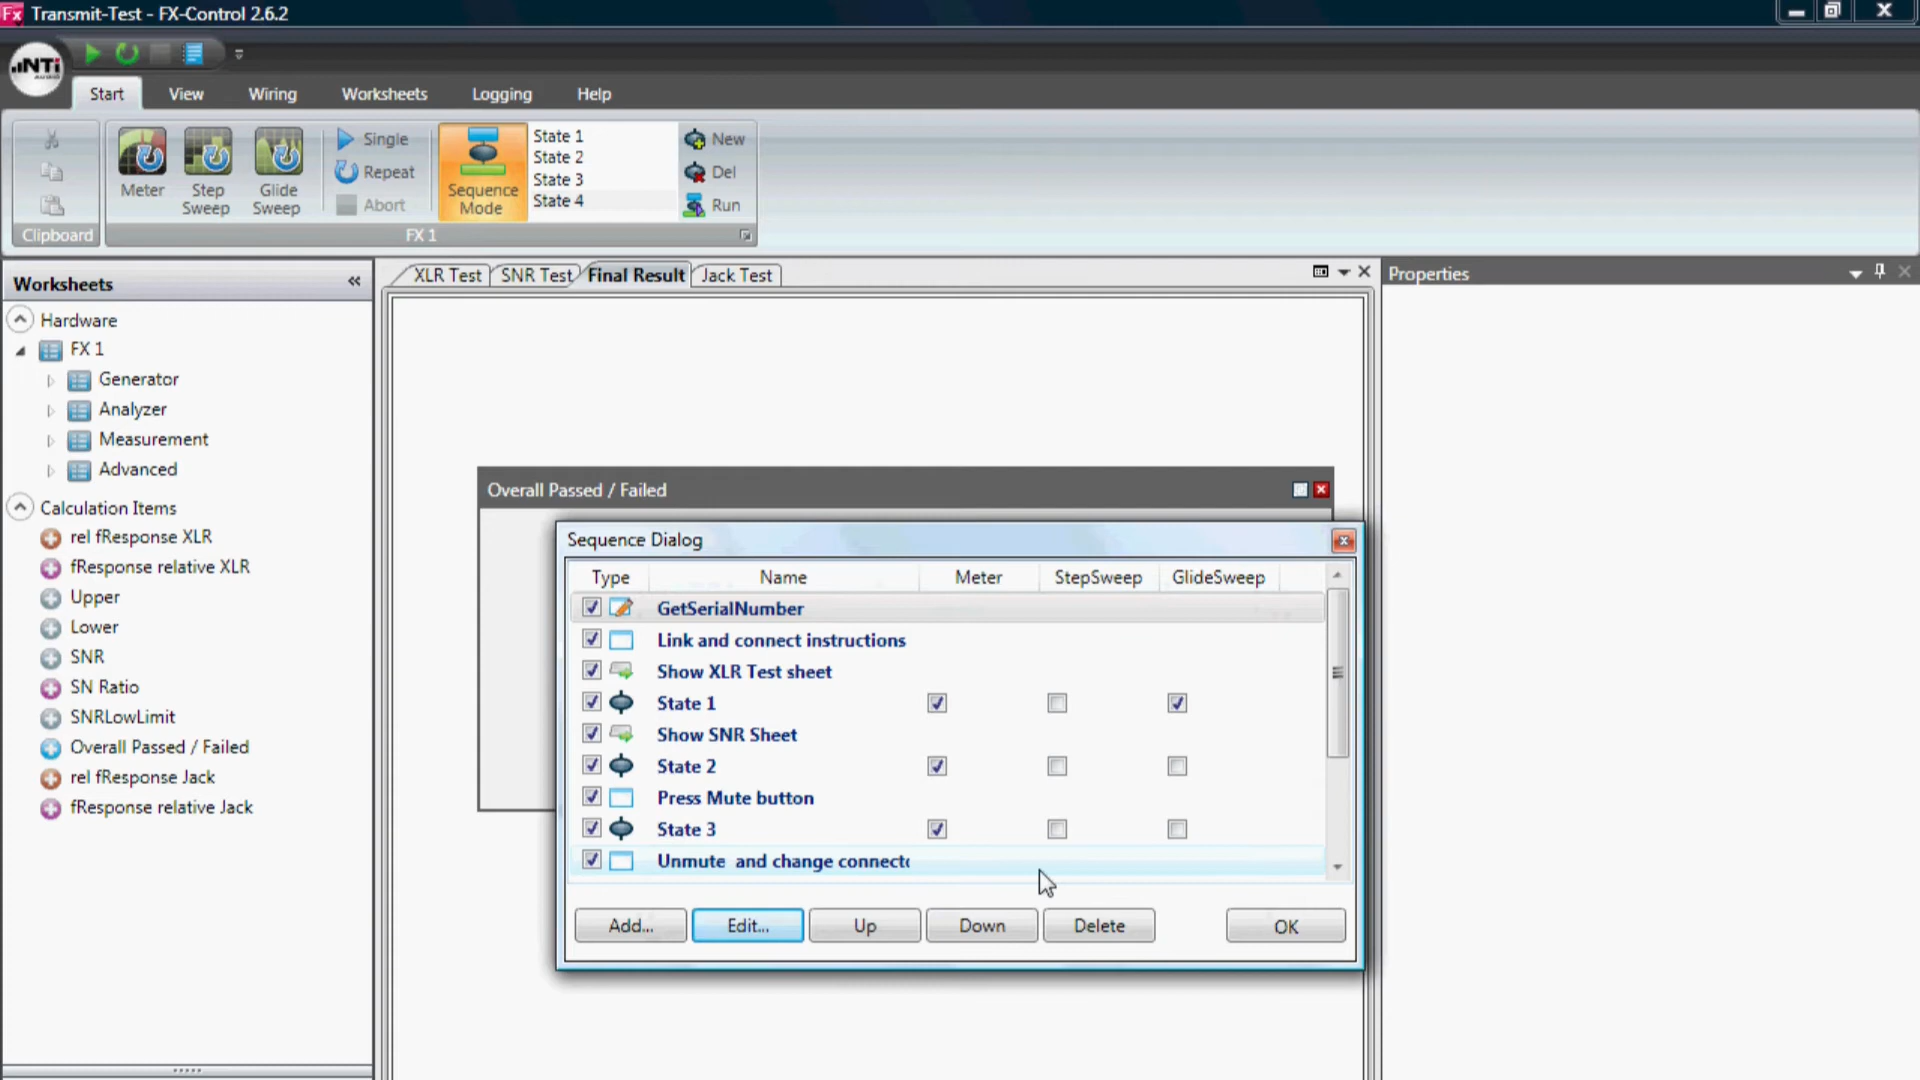 Fx Transmit-Test - FX-Control 2.6.2
NTi
AUDIO
Start View Wiring Worksheets Logging Help
Meter
Step
Sweep
Glide
Sweep
Single
Repeat
Abort
Sequence
Mode
State 1
State 2
State 3
State 4
New
Del
Run
Clipboard
FX 1
Worksheets
Hardware
FX 1
Generator
Analyzer
Measurement
Advanced
Calculation Items
rel fResponse XLR
fResponse relative XLR
Upper
Lower
SNR
SN Ratio
SNRLowLimit
Overall Passed / Failed
rel fResponse Jack
fResponse relative Jack
XLR Test SNR Test Final Result Jack Test
Properties
Overall Passed / Failed
Sequence Dialog
Type Name Meter StepSweep GlideSweep
GetSerialNumber
Link and connect instructions
Show XLR Test sheet
State 1
Show SNR Sheet
State 2
Press Mute button
State 3
Unmute and change connecto
Add... Edit... Up Down Delete OK